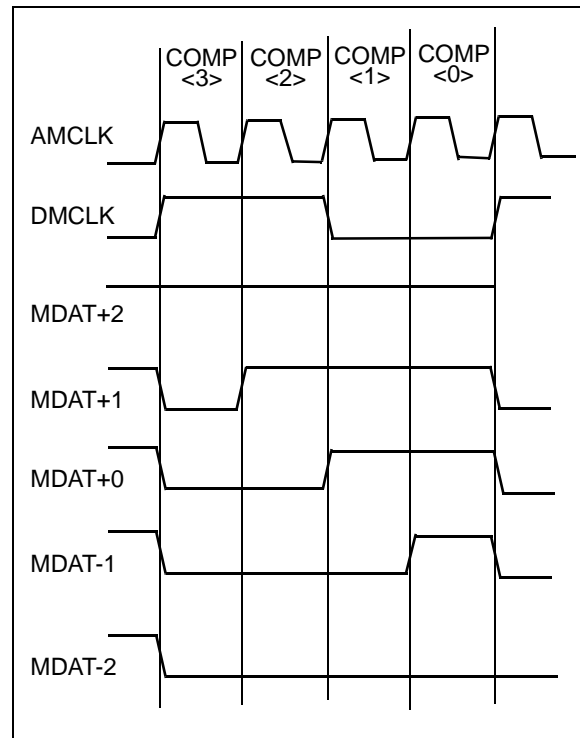 COMP COMP COMP COMP
<3> <2> <1> <0>
AMCLK
DMCLK
MDAT+2
MDAT+1
MDAT+0
MDAT-1
MDAT-2